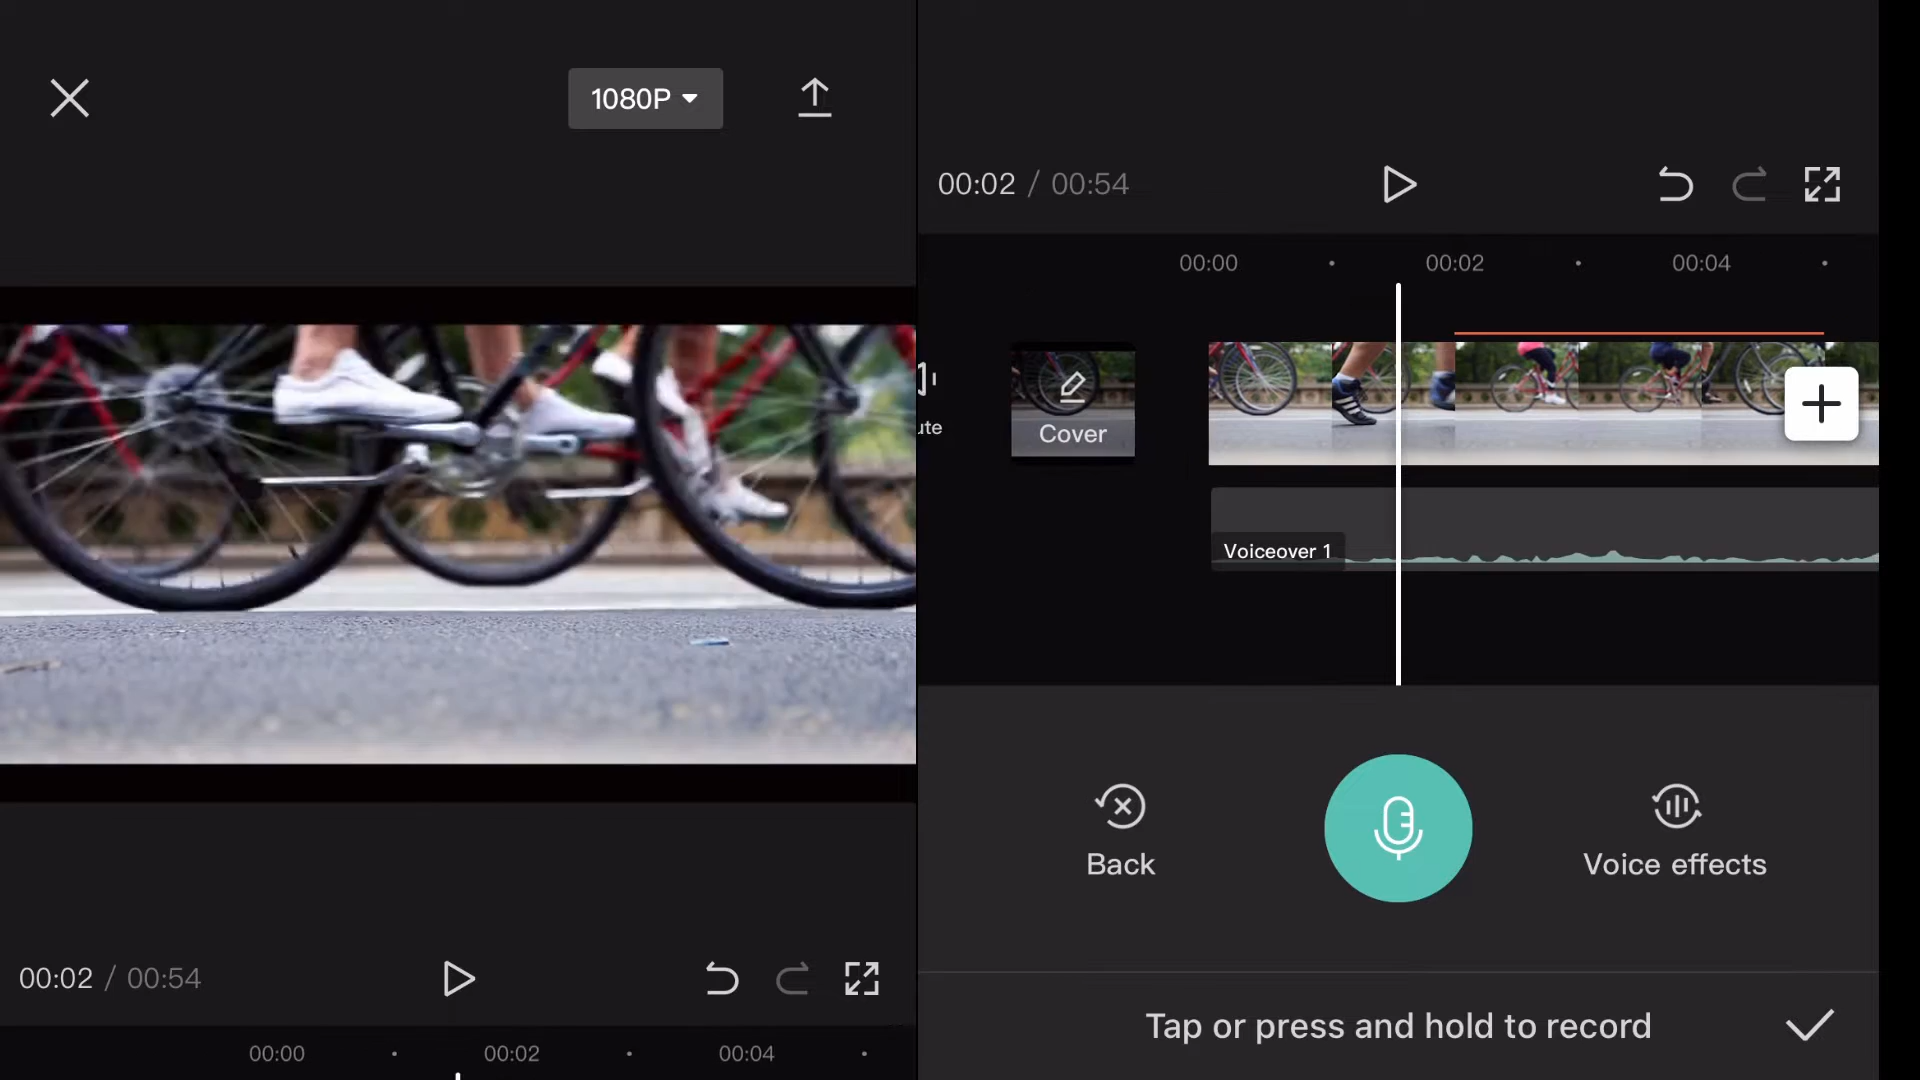 1080P
00:02 / 00:54
00:00 00:02 00:04
00:02 / 00:54
00:00 00:02 00:04
ute
Cover
Voiceover 1
Back
Voice effects
Tap or press and hold to record